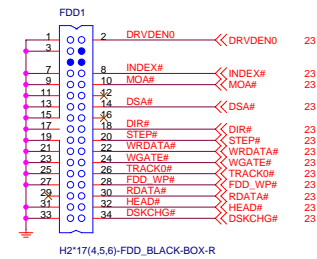 FDD1
1 2 DRVDEN0 DRVDEN0 23
3
7 8 INDEX# INDEX# 23
9 10 MOA# MOA# 23
11 12
13 14 DSA# DSA# 23
15 16
17 18 DIR# DIR# 23
19 20 STEP# STEP# 23
21 22 WRDATA# WRDATA# 23
23 24 WGATE# WGATE# 23
25 26 TRACK0# TRACK0# 23
27 28 FDD_WP# FDD_WP# 23
29 30 RDATA# RDATA# 23
31 32 HEAD# HEAD# 23
33 34 DSKCHG# DSKCHG# 23
H2*17(4,5,6)-FDD_BLACK-BOX-R